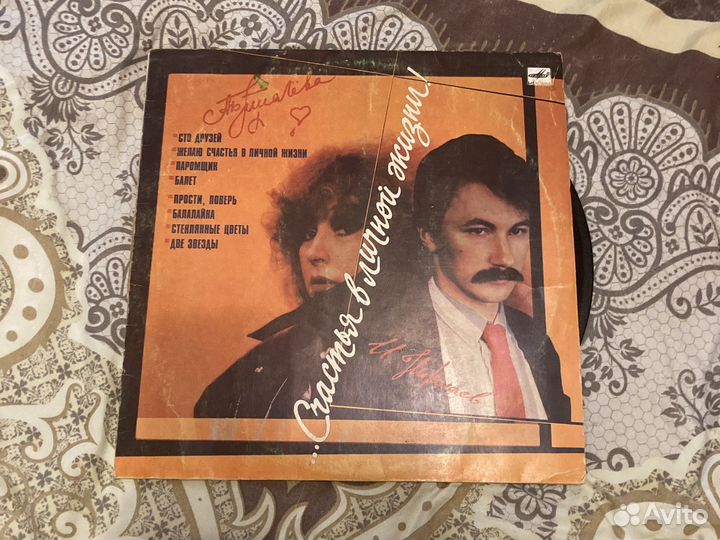 А Пугачёва
СТО ДРУЗЕЙ
ЖЕЛАЮ СЧАСТЬЯ В ЛИЧНОЙ ЖИЗНИ
ПАРОМЩИК
БАЛЕТ
ПРОСТИ, ПОВЕРЬ
БАЛАЛАЙКА
СТЕКЛЯННЫЕ ЦВЕТЫ
ДВЕ ЗВЕЗДЫ
...Счастья в личной жизни!
И Николаев
Avito